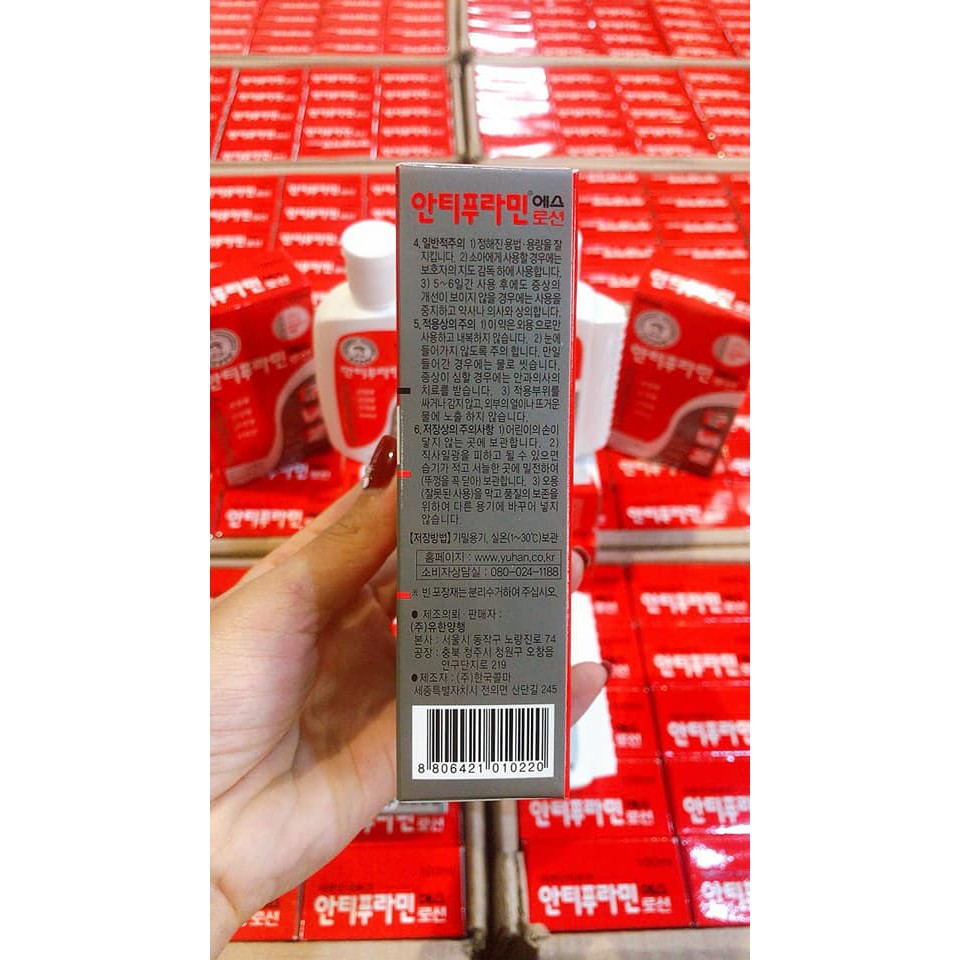 안티푸라민® 에스
로션
4. 일반적주의 1) 정해진 용법·용량을 잘
지킵니다. 2) 소아에게 사용할 경우에는
보호자의 지도 감독 하에 사용합니다.
3) 5~6일간 사용 후에도 증상의
개선이 보이지 않을 경우에는 사용을
중지하고 약사나 의사와 상의합니다.
5. 적용상의 주의 1) 이 약은 외용으로만
사용하고 내복하지 않습니다. 2) 눈에
들어가지 않도록 주의 합니다. 만일
들어간 경우에는 물로 씻습니다.
증상이 심할 경우에는 안과의사의
치료를 받습니다. 3) 적용부위를
싸거나 감지 않고, 외부의 열이나 뜨거운
물에 노출 하지 않습니다.
6. 저장상의 주의사항 1) 어린이의 손이
닿지 않는 곳에 보관합니다. 2)
직사일광을 피하고 될 수 있으면
습기가 적고 서늘한 곳에 밀전하여
(뚜껑을 꼭 닫아) 보관합니다. 3) 오용
(잘못된 사용)을 막고 품질의 보존을
위하여 다른 용기에 바꾸어 넣지
않습니다.
【저장방법】 기밀용기, 실온(1~30℃)보관
홈페이지 : www.yuhan.co.kr
소비자상담실 : 080-024-1188
※ 빈 포장재는 분리수거하여 주십시오.
● 제조의뢰·판매자 :
(주)유한양행
본사 : 서울시 동작구 노량진로 74
공장 : 충북 청주시 청원구 오창읍
연구단지로 219
● 제조자 : (주)한국콜마
세종특별자치시 전의면 산단길 245
8 806421 010220
안티푸라민
안티푸라민
안티푸라민
안티푸라민 에스
로션
안티푸라민 에스
로션